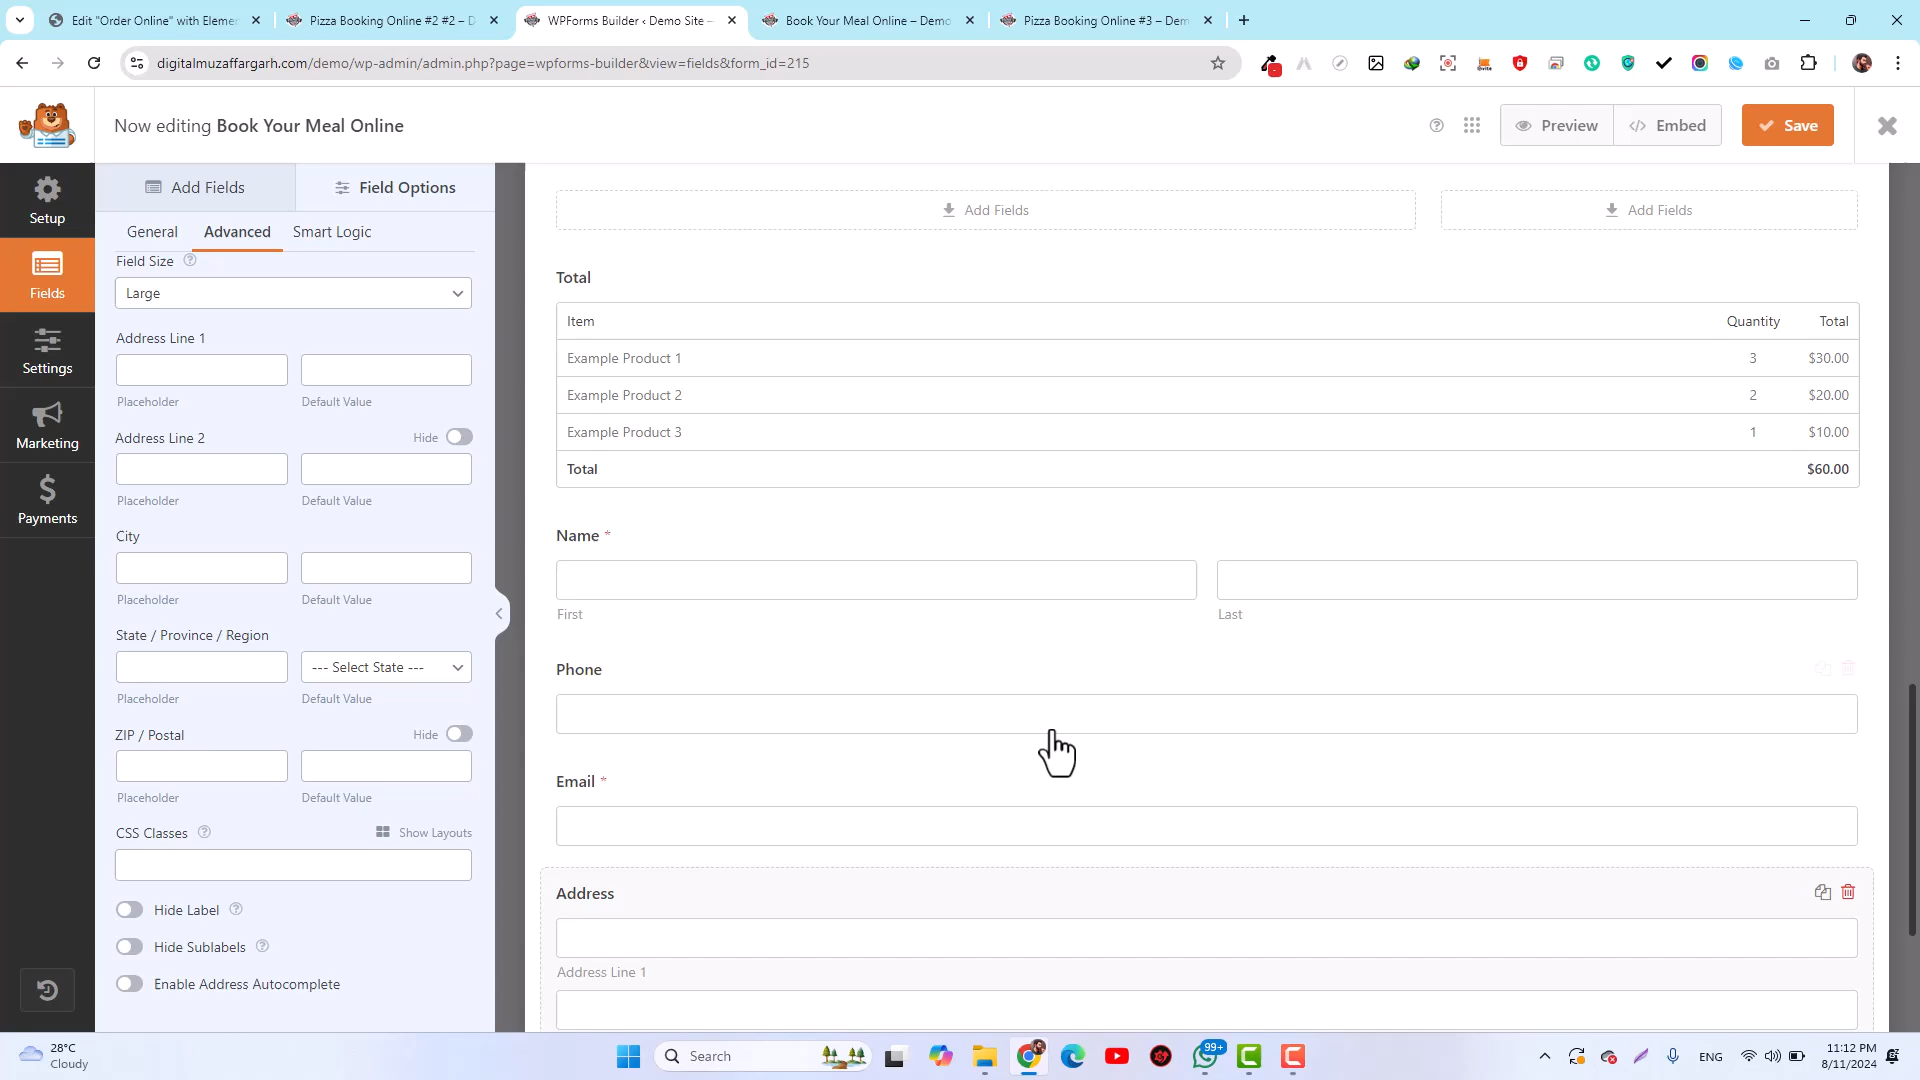 Edit "Order Online" with Elemen
Pizza Booking Online #2 #2 – D
WPForms Builder ‹ Demo Site –
Book Your Meal Online – Demo
Pizza Booking Online #3 – Dem
digitalmuzaffargarh.com/demo/wp-admin/admin.php?page=wpforms-builder&view=fields&form_id=215
Now editing Book Your Meal Online
Preview
Embed
Save
Setup
Fields
Settings
Marketing
Payments
Add Fields
Field Options
General
Advanced
Smart Logic
Field Size
Large
Address Line 1
Placeholder
Default Value
Address Line 2
Hide
Placeholder
Default Value
City
Placeholder
Default Value
State / Province / Region
--- Select State ---
Placeholder
Default Value
ZIP / Postal
Hide
Placeholder
Default Value
CSS Classes
Show Layouts
Hide Label
Hide Sublabels
Enable Address Autocomplete
Add Fields
Add Fields
Total
Item Quantity Total
Example Product 1 3 $30.00
Example Product 2 2 $20.00
Example Product 3 1 $10.00
Total $60.00
Name *
First
Last
Phone
Email *
Address
Address Line 1
28°C
Cloudy
Search
99+
ENG
11:12 PM
8/11/2024